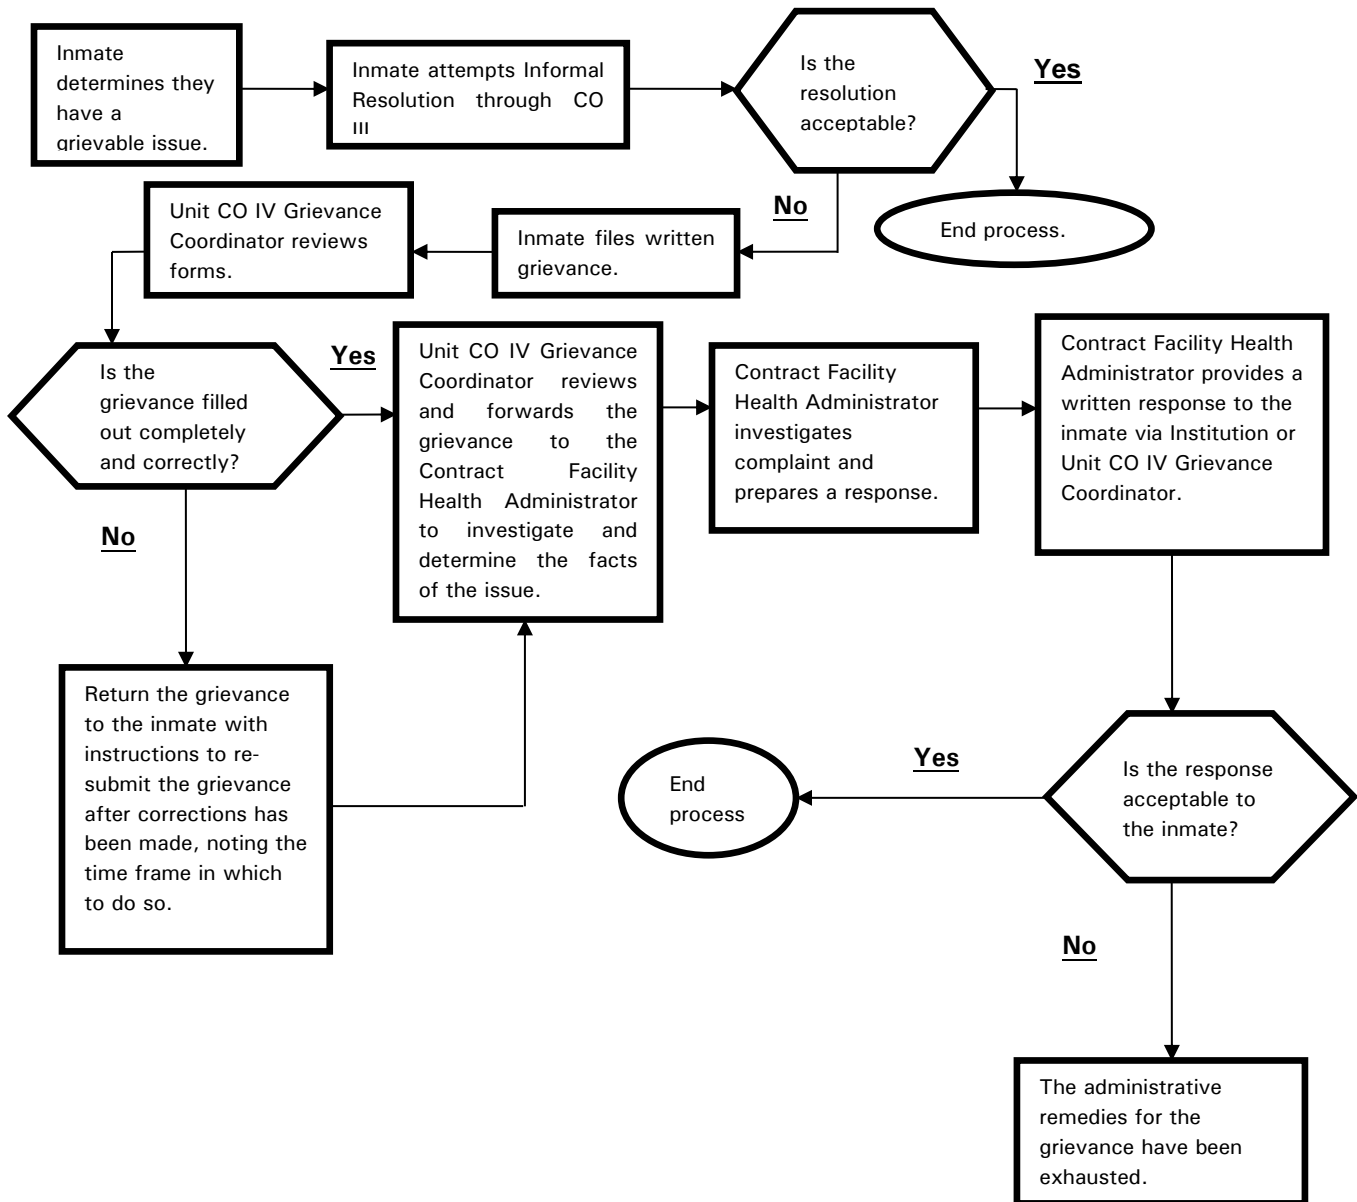 Inmate
determines they
have a
grievable issue.
Inmate attempts Informal
Resolution through CO
III
Is the
resolution
acceptable?
Yes
End process.
No
Inmate files written
grievance.
Unit CO IV Grievance
Coordinator reviews
forms.
Is the
grievance filled
out completely
and correctly?
Yes
Unit CO IV Grievance
Coordinator reviews
and forwards the
grievance to the
Contract Facility
Health Administrator
to investigate and
determine the facts
of the issue.
Contract Facility
Health Administrator
investigates
complaint and
prepares a response.
Contract Facility Health
Administrator provides a
written response to the
inmate via Institution or
Unit CO IV Grievance
Coordinator.
No
Return the grievance
to the inmate with
instructions to re-
submit the grievance
after corrections has
been made, noting the
time frame in which
to do so.
Is the response
acceptable to
the inmate?
Yes
End
process
No
The administrative
remedies for the
grievance have been
exhausted.